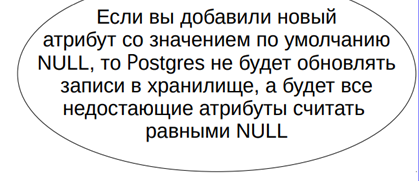 Если вы добавили новый
атрибут со значением по умолчанию
NULL, то Postgres не будет обновлять
записи в хранилище, а будет все
недостающие атрибуты считать
равными NULL